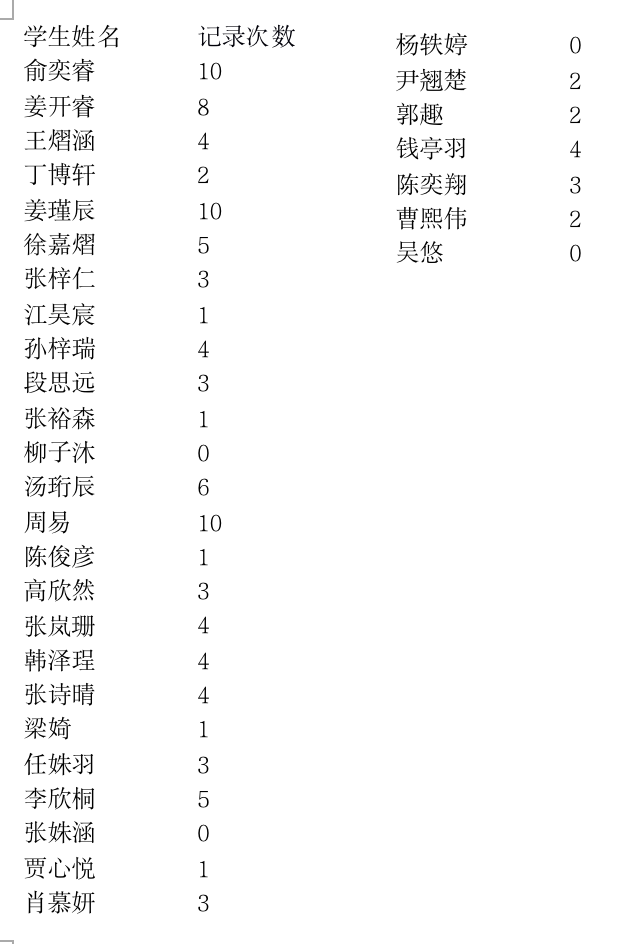 学生姓名 记录次数
俞奕睿 10
姜开睿 8
王熠涵 4
丁博轩 2
姜瑾辰 10
徐嘉熠 5
张梓仁 3
江昊宸 1
孙梓瑞 4
段思远 3
张裕森 1
柳子沐 0
汤珩辰 6
周易 10
陈俊彦 1
高欣然 3
张岚珊 4
韩泽珵 4
张诗晴 4
梁婍 1
任姝羽 3
李欣桐 5
张姝涵 0
贾心悦 1
肖慕妍 3
杨轶婷 0
尹翘楚 2
郭趣 2
钱亭羽 4
陈奕翔 3
曹熙伟 2
吴悠 0